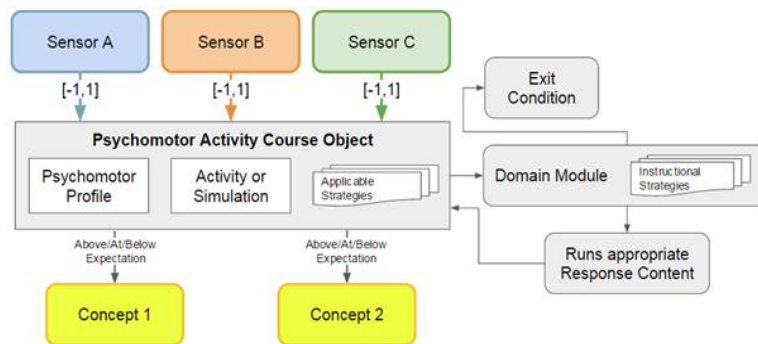 Sensor A
Sensor B
Sensor C
[-1,1]
[-1,1]
[-1,1]
Psychomotor Activity Course Object
Psychomotor
Profile
Activity or
Simulation
Applicable
Strategies
Above/At/Below
Expectation
Above/At/Below
Expectation
Concept 1
Concept 2
Exit
Condition
Domain Module
Instructional
Strategies
Runs appropriate
Response Content